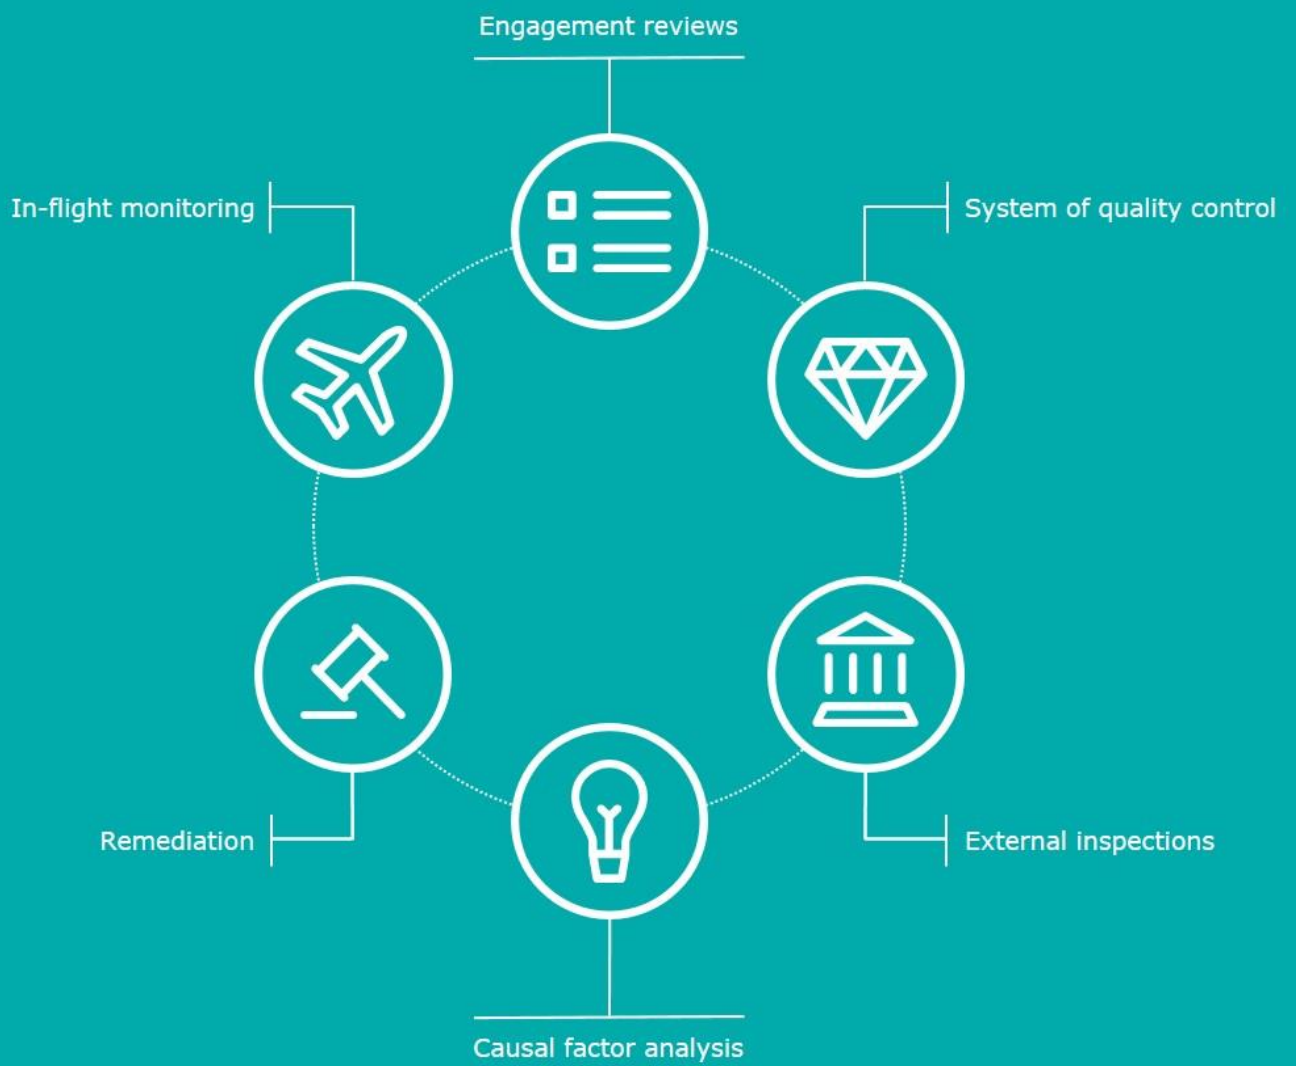 Engagement reviews
In-flight monitoring
System of quality control
Remediation
External inspections
Causal factor analysis